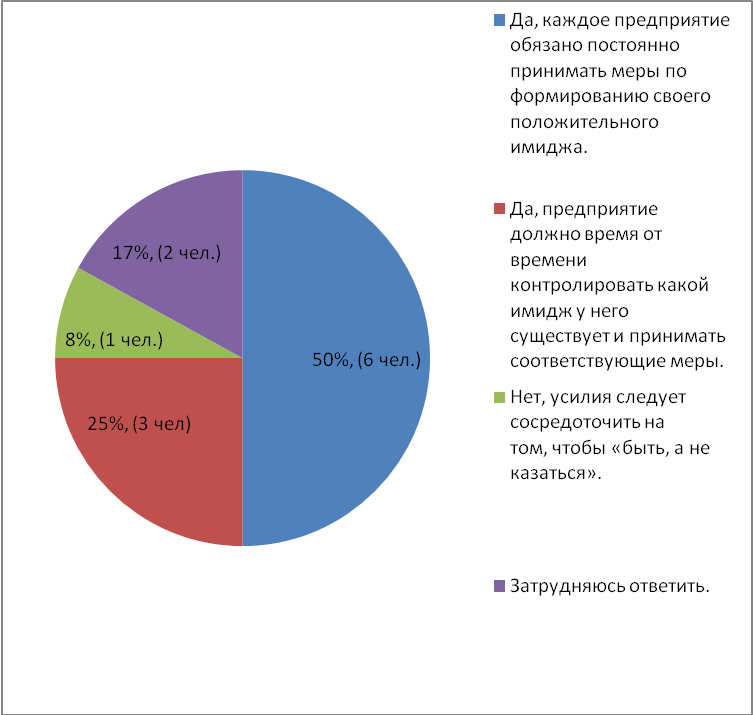 Да, каждое предприятие
обязано постоянно
принимать меры по
формированию своего
положительного
имиджа.
Да, предприятие
должно время от
времени
контролировать какой
имидж у него
существует и принимать
соответствующие меры.
Нет, усилия следует
сосредоточить на
том, чтобы «быть, а не
казаться».
Затрудняюсь ответить.
17%, (2 чел.)
8%, (1 чел.)
50%, (6 чел.)
25%, (3 чел)